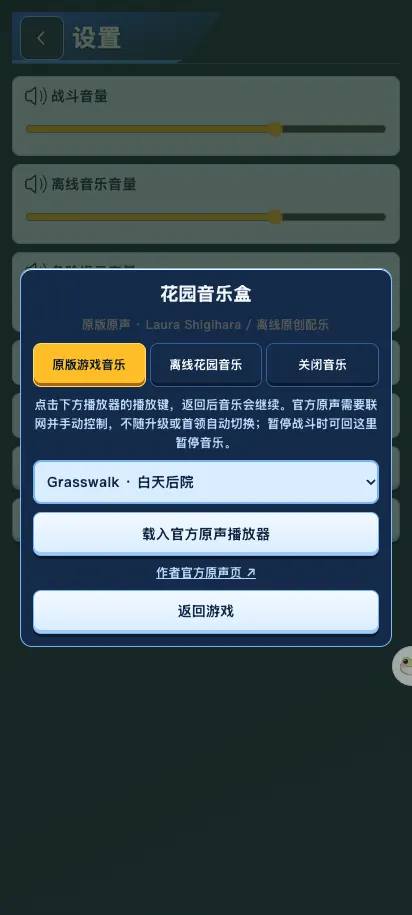 设置
战斗音量
离线音乐音量
花园音乐盒
原版原声 · Laura Shigihara / 离线原创配乐
原版游戏音乐
离线花园音乐
关闭音乐
点击下方播放器的播放键，返回后音乐会继续。官方原声需要联
网并手动控制，不随升级或首领自动切换；暂停战斗时可回这里
暂停音乐。
Grasswalk · 白天后院
载入官方原声播放器
作者官方原声页 ↗
返回游戏